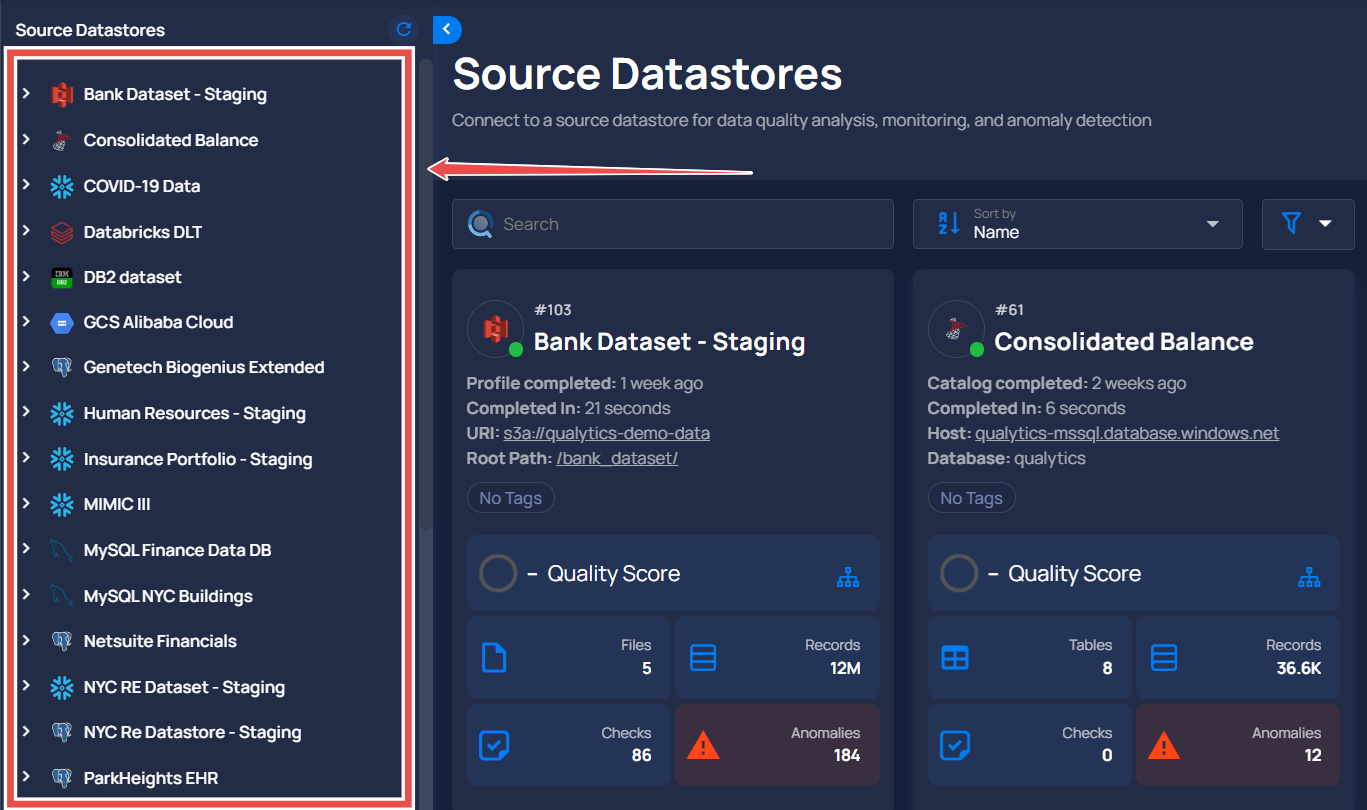 Source Datastores
Bank Dataset - Staging
Consolidated Balance
COVID-19 Data
Databricks DLT
IBM
DB2
DB2 dataset
GCS Alibaba Cloud
Genetech Biogenius Extended
Human Resources - Staging
Insurance Portfolio - Staging
MIMIC III
MySQL Finance Data DB
MySQL NYC Buildings
Netsuite Financials
NYC RE Dataset - Staging
NYC Re Datastore - Staging
ParkHeights EHR
Source Datastores
Connect to a source datastore for data quality analysis, monitoring, and anomaly detection
Search
A
Z
Sort by
Name
#103
Bank Dataset - Staging
Profile completed: 1 week ago
Completed In: 21 seconds
URI: s3a://qualytics-demo-data
Root Path: /bank_dataset/
No Tags
– Quality Score
Files
5
Records
12M
Checks
86
Anomalies
184
#61
Consolidated Balance
Catalog completed: 2 weeks ago
Completed In: 6 seconds
Host: qualytics-mssql.database.windows.net
Database: qualytics
No Tags
– Quality Score
Tables
8
Records
36.6K
Checks
0
Anomalies
12